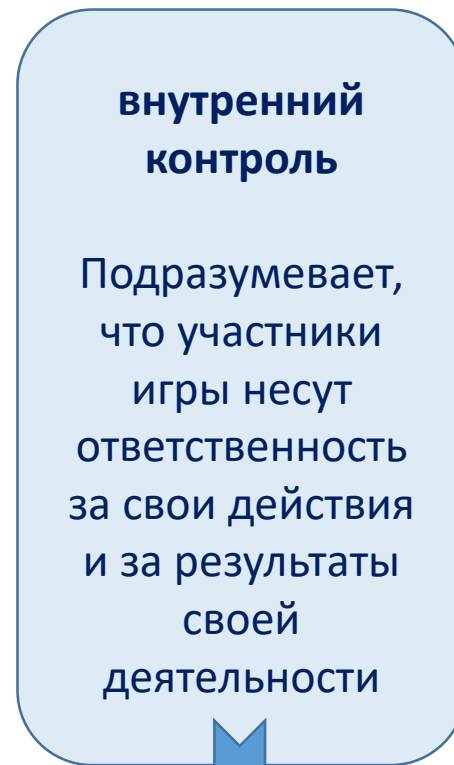 внутренний
контроль
Подразумевает,
что участники
игры несут
ответственность
за свои действия
и за результаты
своей
деятельности